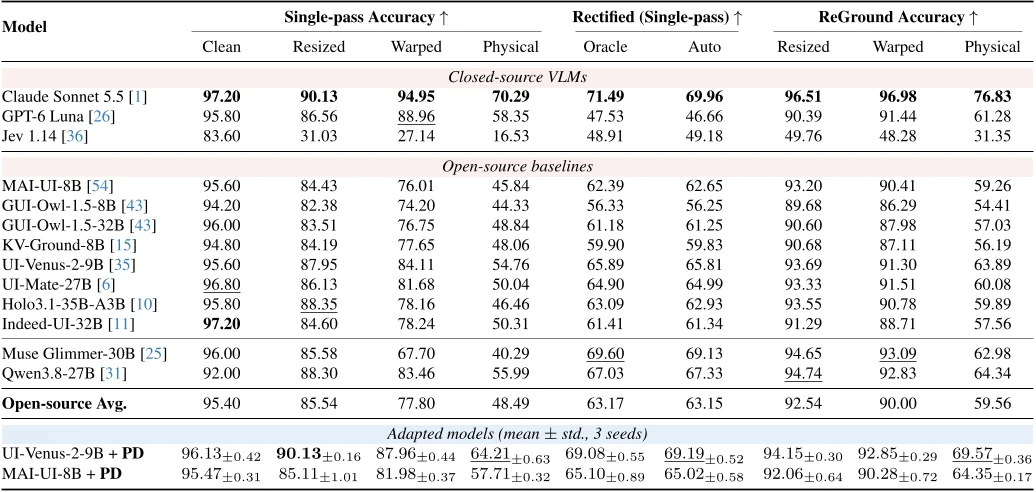 Model Single-pass Accuracy ↑ Rectified (Single-pass) ↑ ReGround Accuracy ↑
Clean Resized Warped Physical Oracle Auto Resized Warped Physical
Closed-source VLMs
Claude Sonnet 5.5 [1] 97.20 90.13 94.95 70.29 71.49 69.96 96.51 96.98 76.83
GPT-6 Luna [26] 95.80 86.56 88.96 58.35 47.53 46.66 90.39 91.44 61.28
Jev 1.14 [36] 83.60 31.03 27.14 16.53 48.91 49.18 49.76 48.28 31.35
Open-source baselines
MAI-UI-8B [54] 95.60 84.43 76.01 45.84 62.39 62.65 93.20 90.41 59.26
GUI-Owl-1.5-8B [43] 94.20 82.38 74.20 44.33 56.33 56.25 89.68 86.29 54.41
GUI-Owl-1.5-32B [43] 96.00 83.51 76.75 48.84 61.18 61.25 90.60 87.98 57.03
KV-Ground-8B [15] 94.80 84.19 77.65 48.06 59.90 59.83 90.68 87.11 56.19
UI-Venus-2-9B [35] 95.60 87.95 84.11 54.76 65.89 65.81 93.69 91.30 63.89
UI-Mate-27B [6] 96.80 86.13 81.68 50.04 64.90 64.99 93.33 91.51 60.08
Holo3.1-35B-A3B [10] 95.80 88.35 78.16 46.46 63.09 62.93 93.55 90.78 59.89
Indeed-UI-32B [11] 97.20 84.60 78.24 50.31 61.41 61.34 91.29 88.71 57.56
Muse Glimmer-30B [25] 96.00 85.58 67.70 40.29 69.60 69.13 94.65 93.09 62.98
Qwen3.8-27B [31] 92.00 88.30 83.46 55.99 67.03 67.33 94.74 92.83 64.34
Open-source Avg. 95.40 85.54 77.80 48.49 63.17 63.15 92.54 90.00 59.56
Adapted models (mean ± std., 3 seeds)
UI-Venus-2-9B + PD 96.13±0.42 90.13±0.16 87.96±0.44 64.21±0.63 69.08±0.55 69.19±0.52 94.15±0.30 92.85±0.29 69.57±0.36
MAI-UI-8B + PD 95.47±0.31 85.11±1.01 81.98±0.37 57.71±0.32 65.10±0.89 65.02±0.58 92.06±0.64 90.28±0.72 64.35±0.17